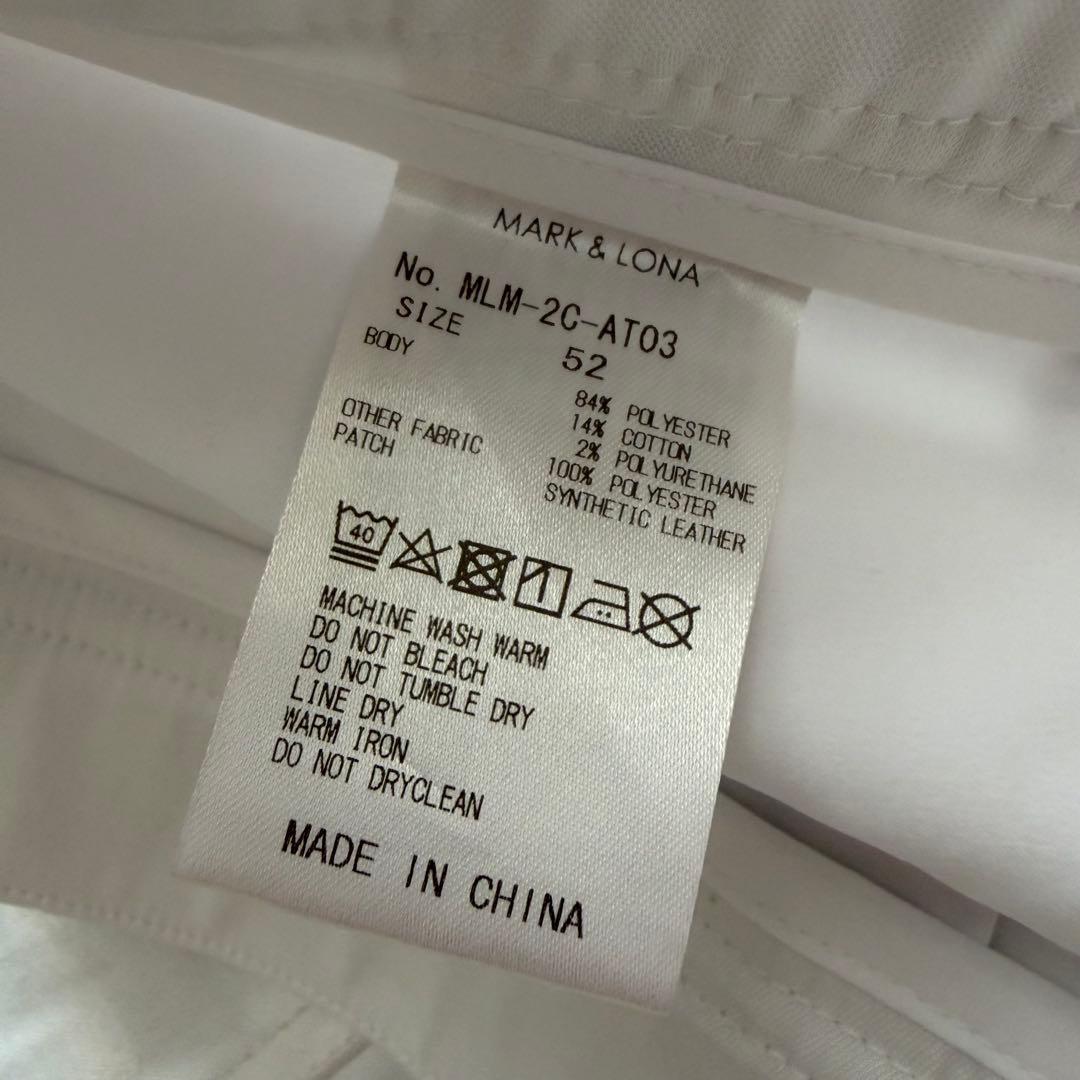 MARK & LONA
No. MLM-2C-AT03
SIZE 52
BODY 84% POLYESTER
14% COTTON
2% POLYURETHANE
OTHER FABRIC 100% POLYESTER
PATCH SYNTHETIC LEATHER
40
MACHINE WASH WARM
DO NOT BLEACH
DO NOT TUMBLE DRY
LINE DRY
WARM IRON
DO NOT DRYCLEAN
MADE IN CHINA